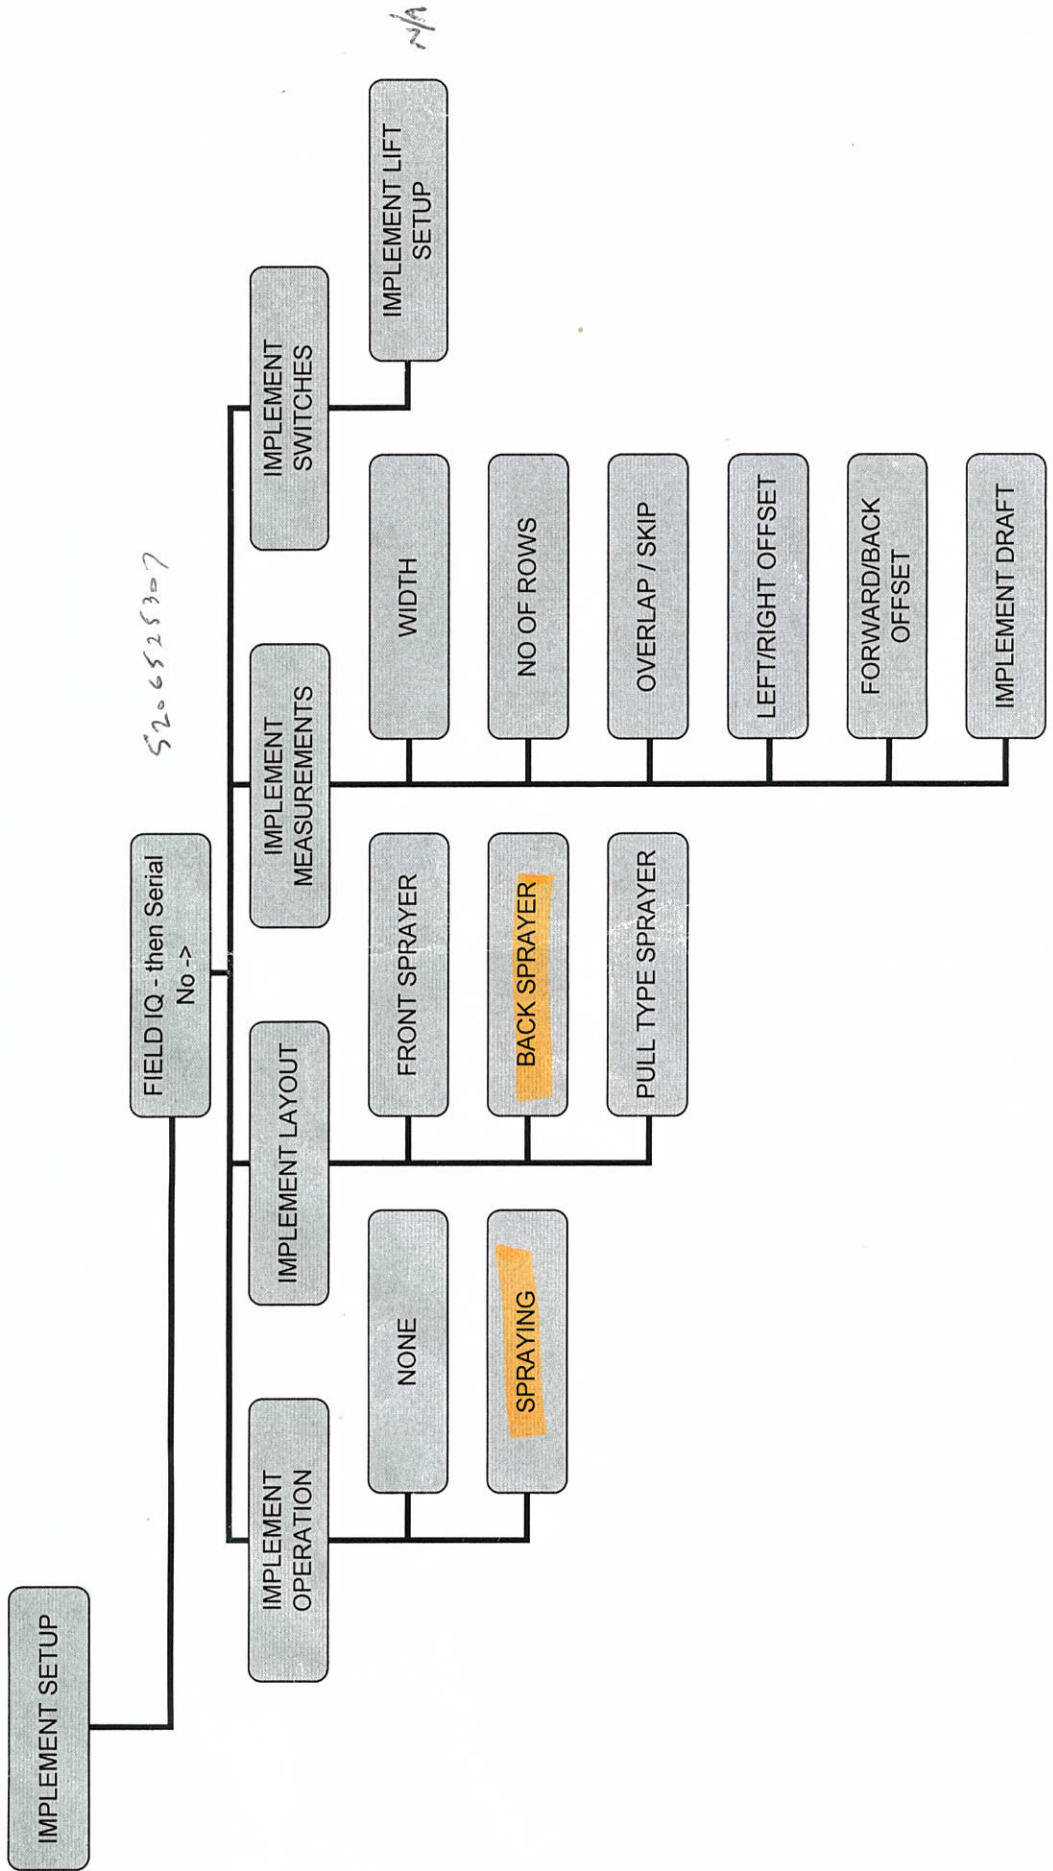 IMPLEMENT SETUP
FIELD IQ - then Serial
No ->
5206525307
IMPLEMENT
OPERATION
NONE
SPRAYING
IMPLEMENT LAYOUT
FRONT SPRAYER
BACK SPRAYER
PULL TYPE SPRAYER
IMPLEMENT
MEASUREMENTS
WIDTH
NO OF ROWS
OVERLAP / SKIP
LEFT/RIGHT OFFSET
FORWARD/BACK
OFFSET
IMPLEMENT DRAFT
IMPLEMENT
SWITCHES
IMPLEMENT LIFT
SETUP
N/A